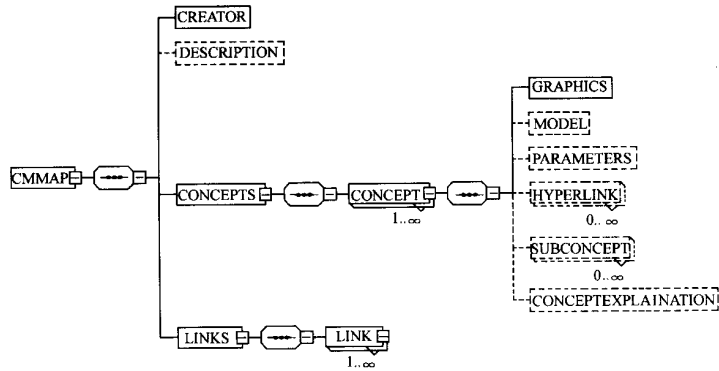 CREATOR
DESCRIPTION
GRAPHICS
MODEL
PARAMETERS
CMMAP
CONCEPTS
CONCEPT
HYPERLINK
1..∞
0..∞
SUBCONCEPT
0..∞
CONCEPTEXPLAINATION
LINKS
LINK
1..∞